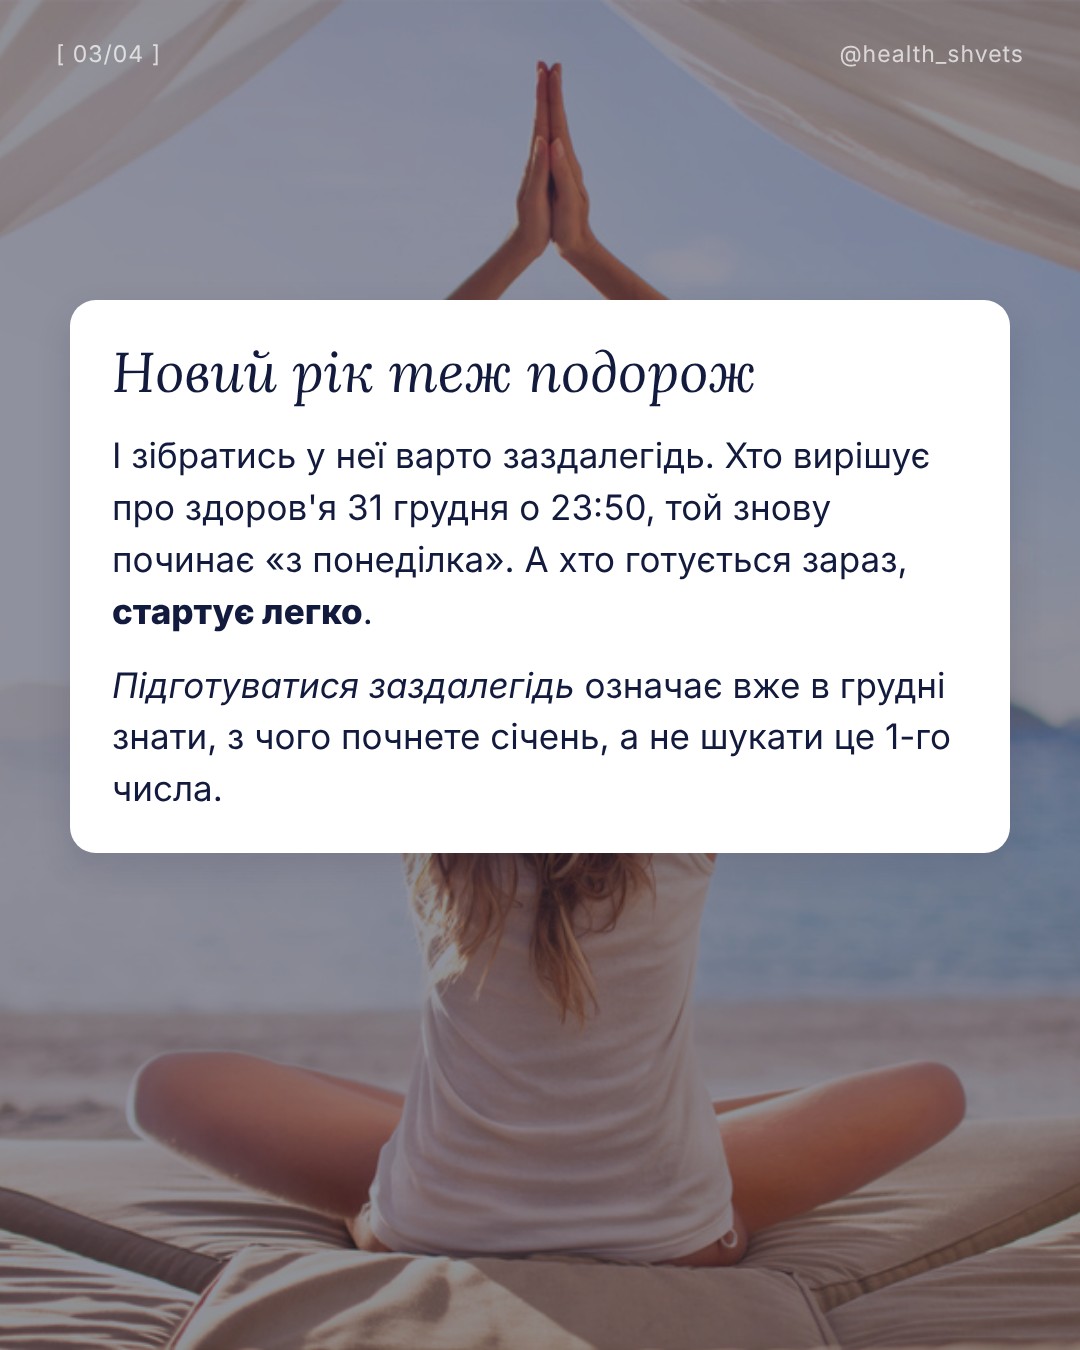 [ 03/04 ]
@health_shvets
Новий рік теж подорож
І зібратись у неї варто заздалегідь. Хто вирішує
про здоров'я 31 грудня о 23:50, той знову
починає «з понеділка». А хто готується зараз,
стартує легко.
Підготуватися заздалегідь означає вже в грудні
знати, з чого почнете січень, а не шукати це 1-го
числа.